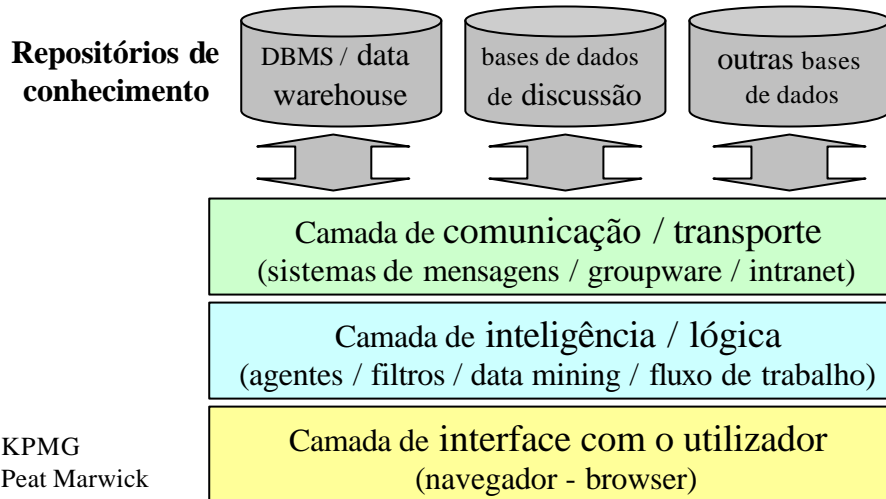 Repositórios de
conhecimento
DBMS / data
warehouse
bases de dados
de discussão
outras bases
de dados
Camada de comunicação / transporte
(sistemas de mensagens / groupware / intranet)
Camada de inteligência / lógica
(agentes / filtros / data mining / fluxo de trabalho)
Camada de interface com o utilizador
(navegador - browser)
KPMG
Peat Marwick